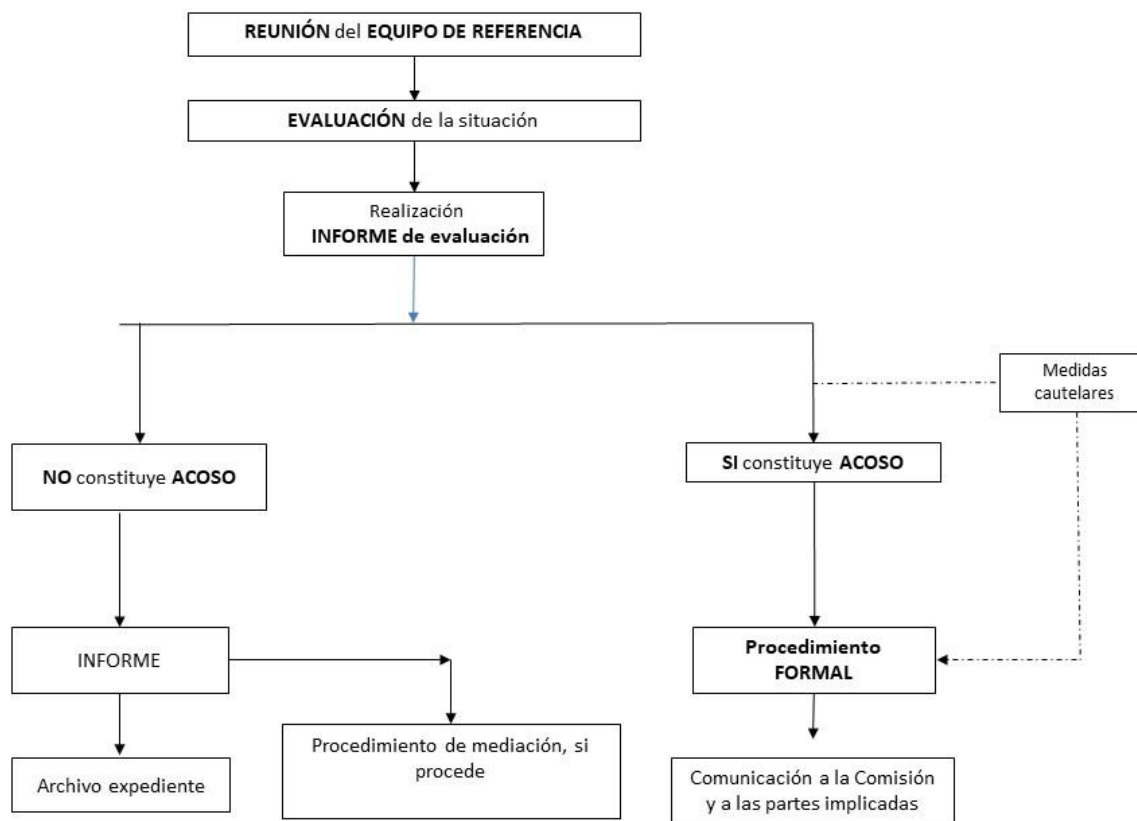 REUNIÓN del EQUIPO DE REFERENCIA
EVALUACIÓN de la situación
Realización
INFORME de evaluación
Medidas
cautelares
NO constituye ACOSO
SI constituye ACOSO
INFORME
Procedimiento
FORMAL
Archivo expediente
Procedimiento de mediación, si
procede
Comunicación a la Comisión
y a las partes implicadas